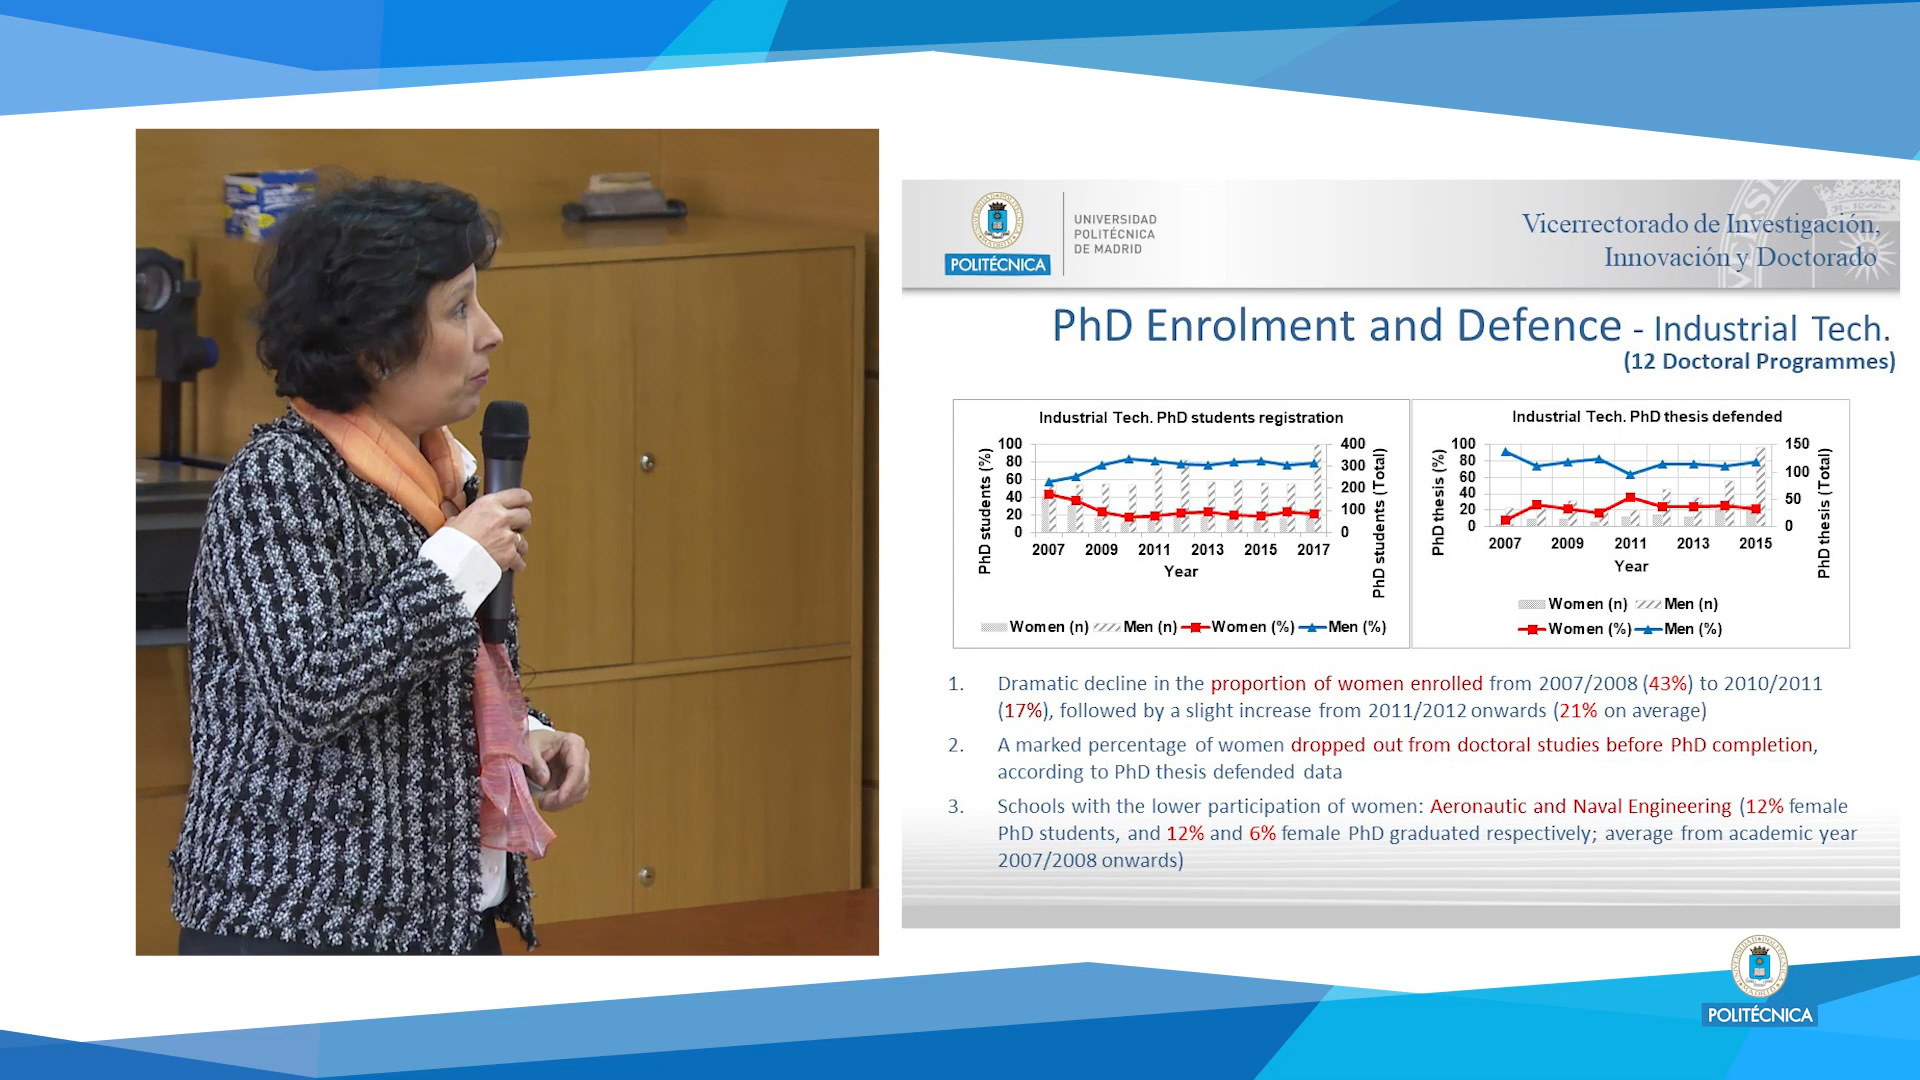 UNIVERSIDAD
POLITÉCNICA
DE MADRID
POLITÉCNICA
Vicerrectorado de Investigación,
Innovación y Doctorado
PhD Enrolment and Defence - Industrial Tech.
(12 Doctoral Programmes)
Industrial Tech. PhD students registration
PhD students (%)
100
80
60
40
20
0
400
300
200
100
0
PhD students (Total)
2007 2009 2011 2013 2015 2017
Year
Women (n) Men (n) Women (%) Men (%)
Industrial Tech. PhD thesis defended
PhD thesis (%)
100
80
60
40
20
0
150
100
50
0
PhD thesis (Total)
2007 2009 2011 2013 2015
Year
Women (n) Men (n)
Women (%) Men (%)
1. Dramatic decline in the proportion of women enrolled from 2007/2008 (43%) to 2010/2011
(17%), followed by a slight increase from 2011/2012 onwards (21% on average)
2. A marked percentage of women dropped out from doctoral studies before PhD completion,
according to PhD thesis defended data
3. Schools with the lower participation of women: Aeronautic and Naval Engineering (12% female
PhD students, and 12% and 6% female PhD graduated respectively; average from academic year
2007/2008 onwards)
POLITÉCNICA